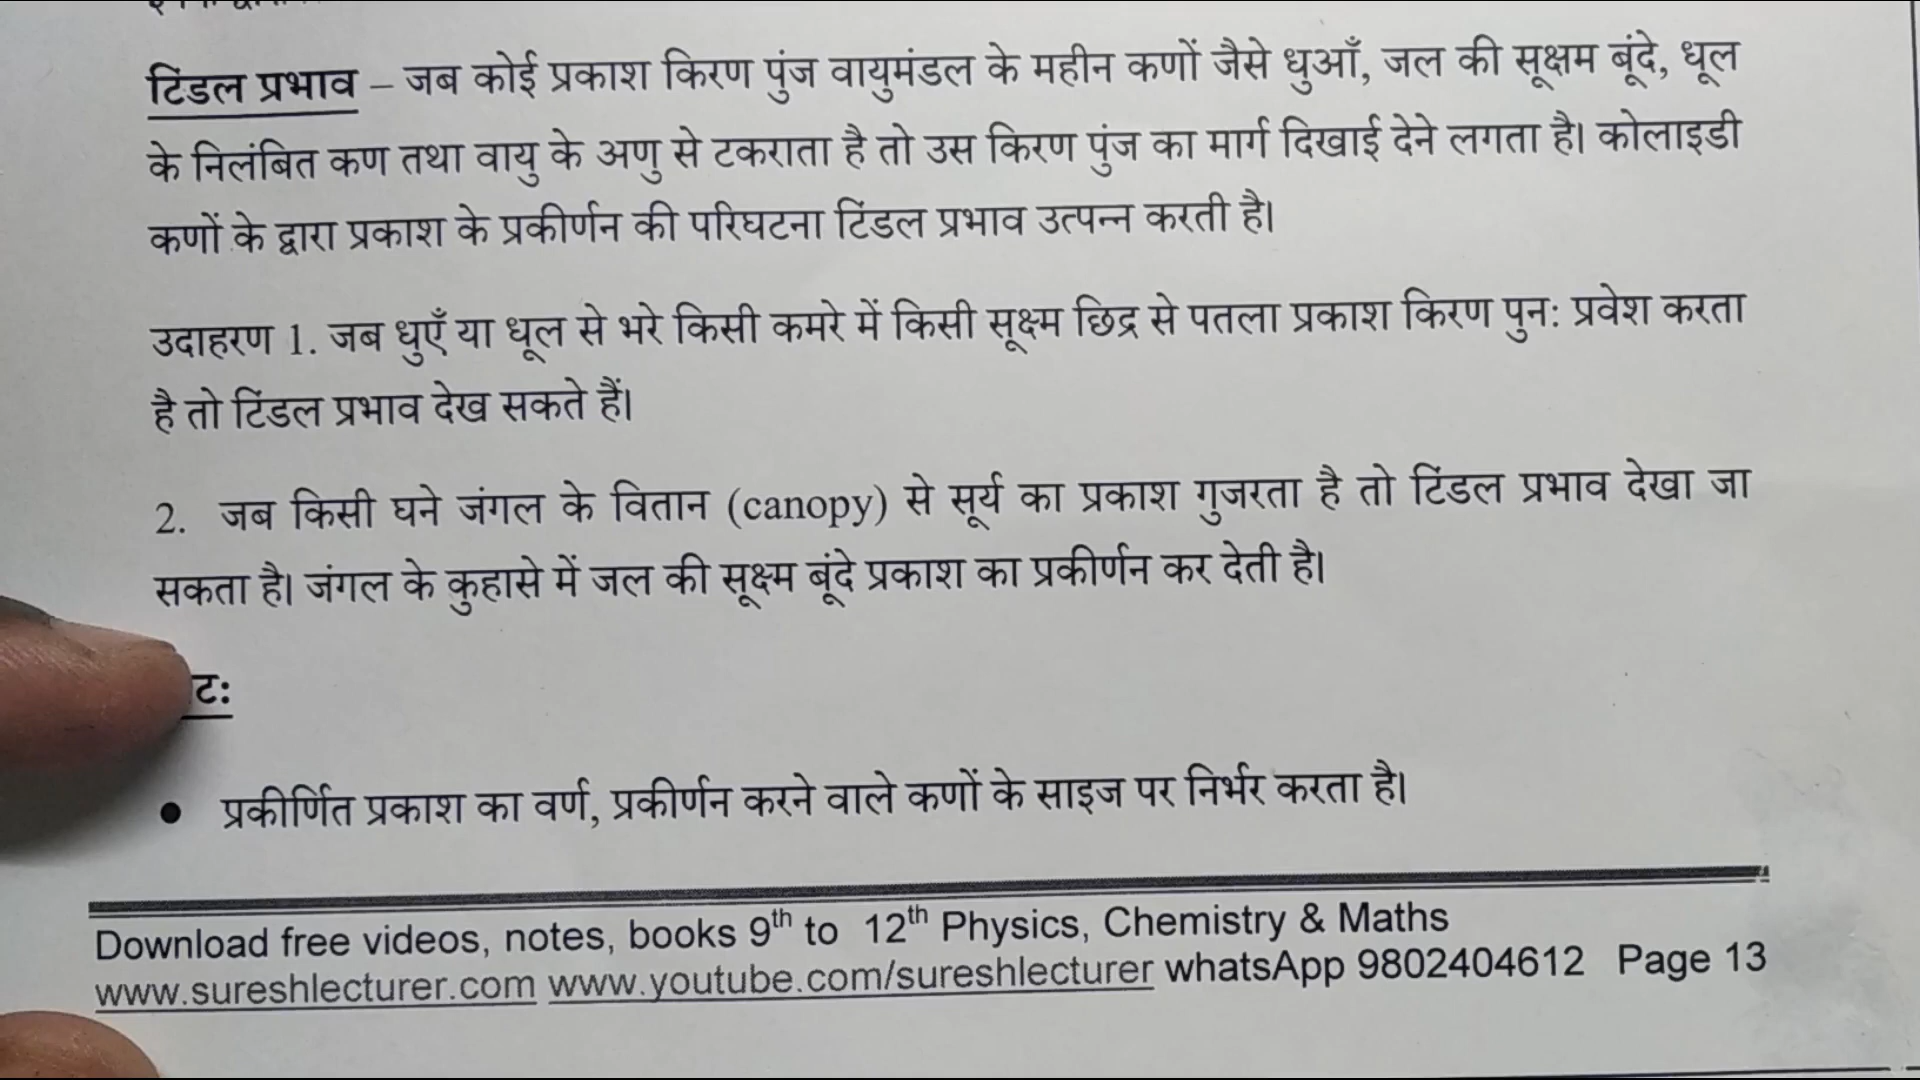 टिंडल प्रभाव – जब कोई प्रकाश किरण पुंज वायुमंडल के महीन कणों जैसे धुआँ, जल की सूक्षम बूंदे, धूल
के निलंबित कण तथा वायु के अणु से टकराता है तो उस किरण पुंज का मार्ग दिखाई देने लगता है। कोलाइडी
कणों के द्वारा प्रकाश के प्रकीर्णन की परिघटना टिंडल प्रभाव उत्पन्न करती है।
उदाहरण 1. जब धुएँ या धूल से भरे किसी कमरे में किसी सूक्ष्म छिद्र से पतला प्रकाश किरण पुन: प्रवेश करता
है तो टिंडल प्रभाव देख सकते हैं।
2. जब किसी घने जंगल के वितान (canopy) से सूर्य का प्रकाश गुजरता है तो टिंडल प्रभाव देखा जा
सकता है। जंगल के कुहासे में जल की सूक्ष्म बूंदे प्रकाश का प्रकीर्णन कर देती है।
ट:
● प्रकीर्णित प्रकाश का वर्ण, प्रकीर्णन करने वाले कणों के साइज पर निर्भर करता है।
Download free videos, notes, books 9th to 12th Physics, Chemistry & Maths
www.sureshlecturer.com www.youtube.com/sureshlecturer whatsApp 9802404612 Page 13